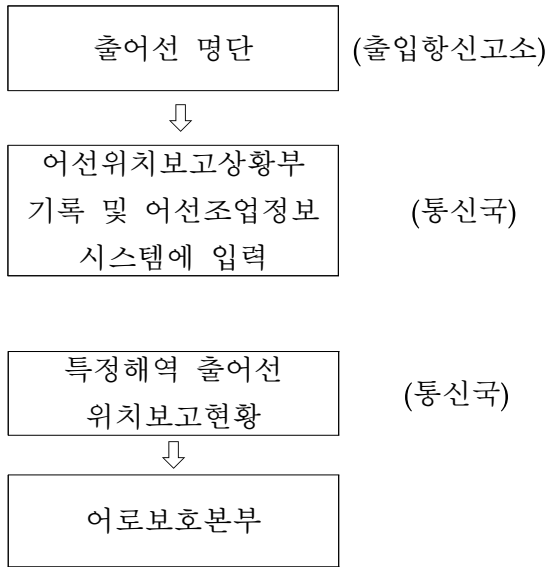 출어선 명단 (출입항신고소)
어선위치보고상황부
기록 및 어선조업정보 (통신국)
시스템에 입력
특정해역 출어선
위치보고현황 (통신국)
어로보호본부